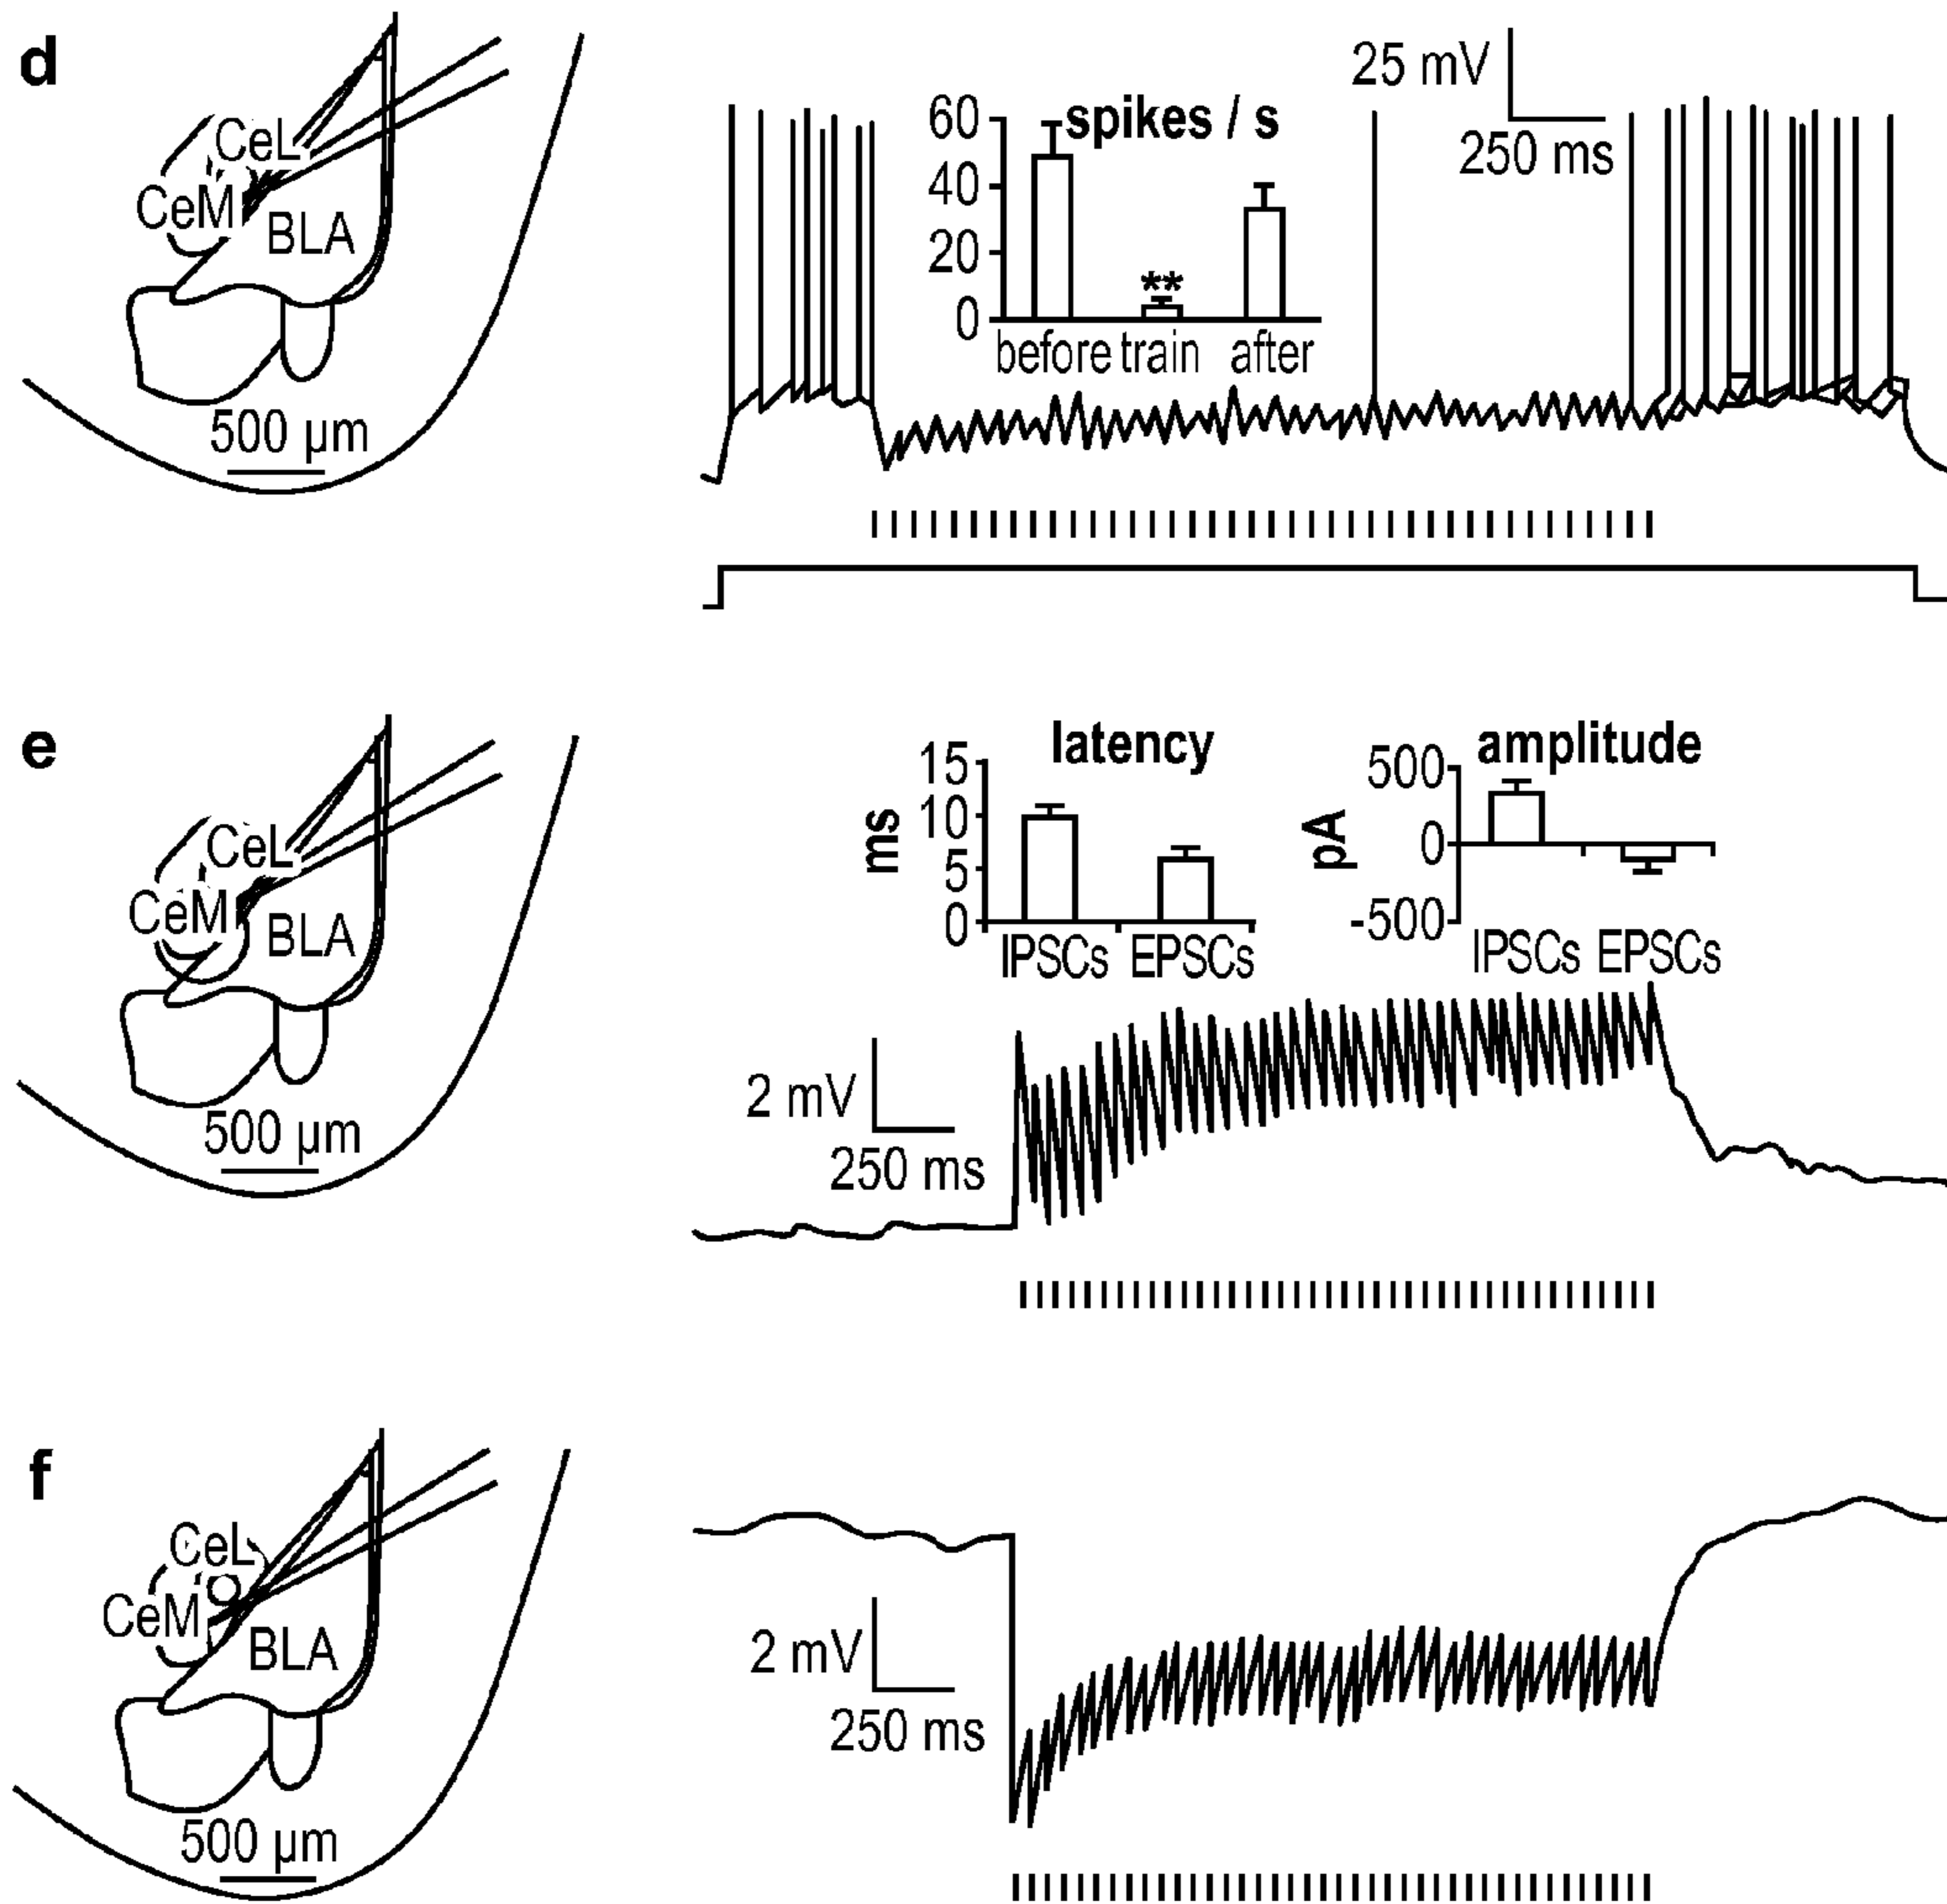 d
CeL
CeM
BLA
500 µm
60
40
20
0
spikes / s
**
before train after
25 mV
250 ms
e
CeL
CeM
BLA
500 µm
latency
ms
15
10
5
0
IPSCs EPSCs
amplitude
pA
500
0
-500
IPSCs EPSCs
2 mV
250 ms
f
CeL
CeM
BLA
500 µm
2 mV
250 ms